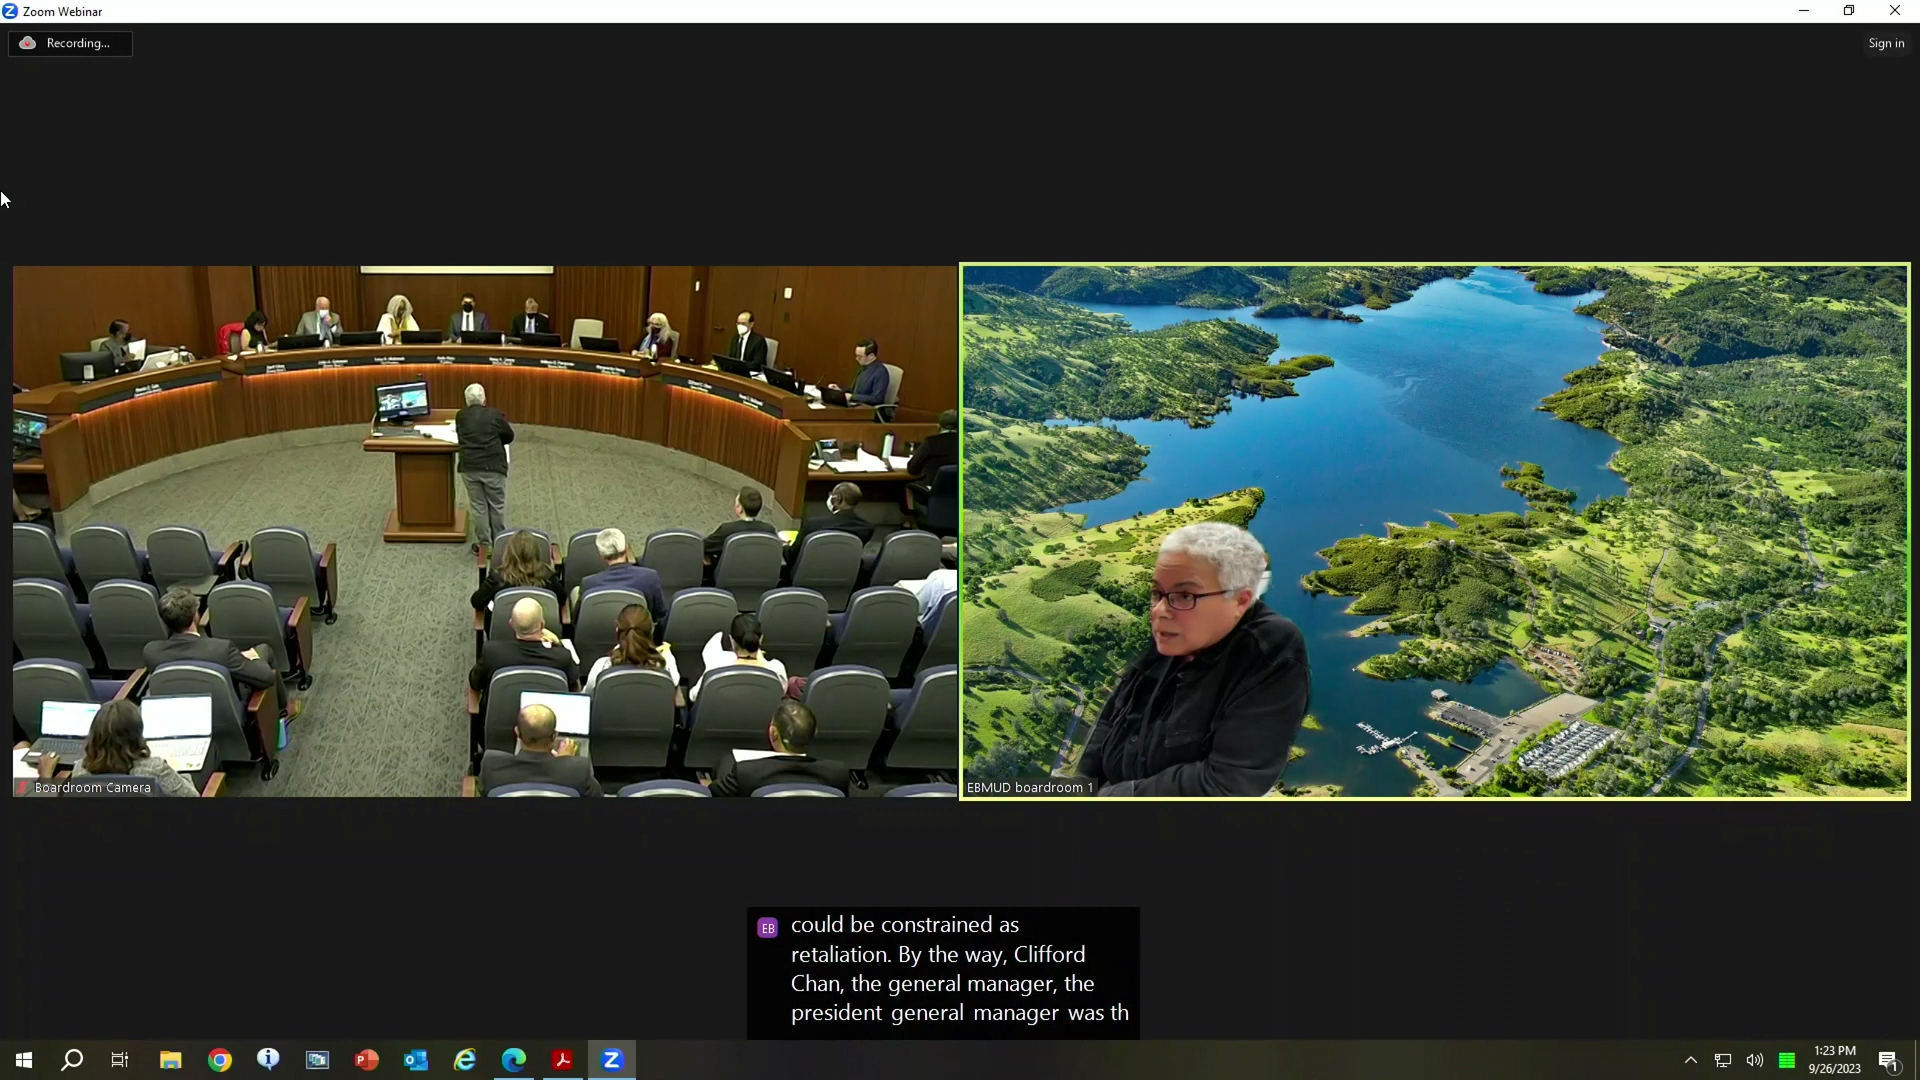 Zoom Webinar
Recording...
Sign in
Boardroom Camera
EBMUD boardroom 1
EB
could be constrained as
retaliation. By the way, Clifford
Chan, the general manager, the
president general manager was th
1:23 PM
9/26/2023
1